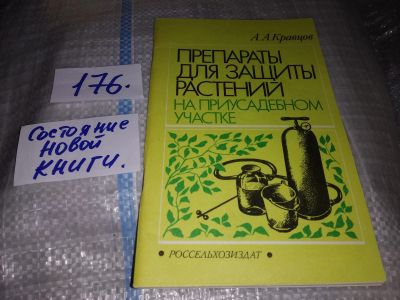 176.
Состояние
новой
книги.
А.А.Кравцов
ПРЕПАРАТЫ
ДЛЯ ЗАЩИТЫ
РАСТЕНИЙ
НА ПРИУСАДЕБНОМ
УЧАСТКЕ
• РОССЕЛЬХОЗИЗДАТ •